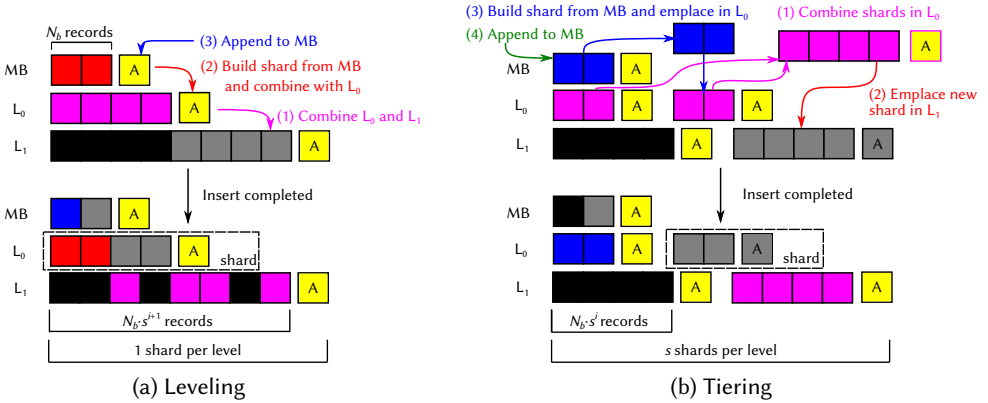 N_b records
(3) Append to MB
MB
A
(2) Build shard from MB
and combine with L_0
L_0
A
(1) Combine L_0 and L_1
L_1
A
Insert completed
MB
A
L_0
A
shard
L_1
A
N_b·s^{i+1} records
1 shard per level
(a) Leveling
(3) Build shard from MB and emplace in L_0
(1) Combine shards in L_0
(4) Append to MB
A
MB
A
L_0
A
A
(2) Emplace new
shard in L_1
L_1
A
A
Insert completed
MB
A
L_0
A
A
shard
L_1
A
A
N_b·s^i records
s shards per level
(b) Tiering